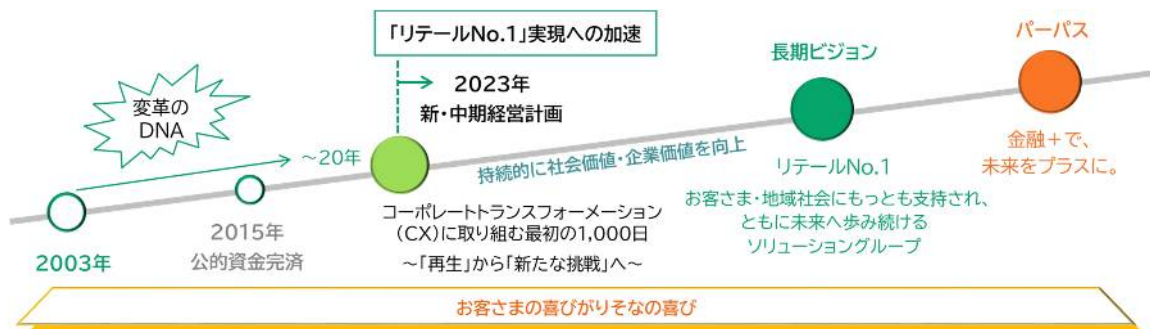 「リテールNo.1」実現への加速
パーパス
長期ビジョン
変革の
DNA
2023年
新・中期経営計画
～20年
持続的に社会価値・企業価値を向上
金融+で、
未来をプラスに。
リテールNo.1
お客さま・地域社会にもっとも支持され、
ともに未来へ歩み続ける
ソリューショングループ
コーポレートトランスフォーメーション
（CX）に取り組む最初の1,000日
～「再生」から「新たな挑戦」へ～
2015年
公的資金完済
2003年
お客さまの喜びがりそなの喜び